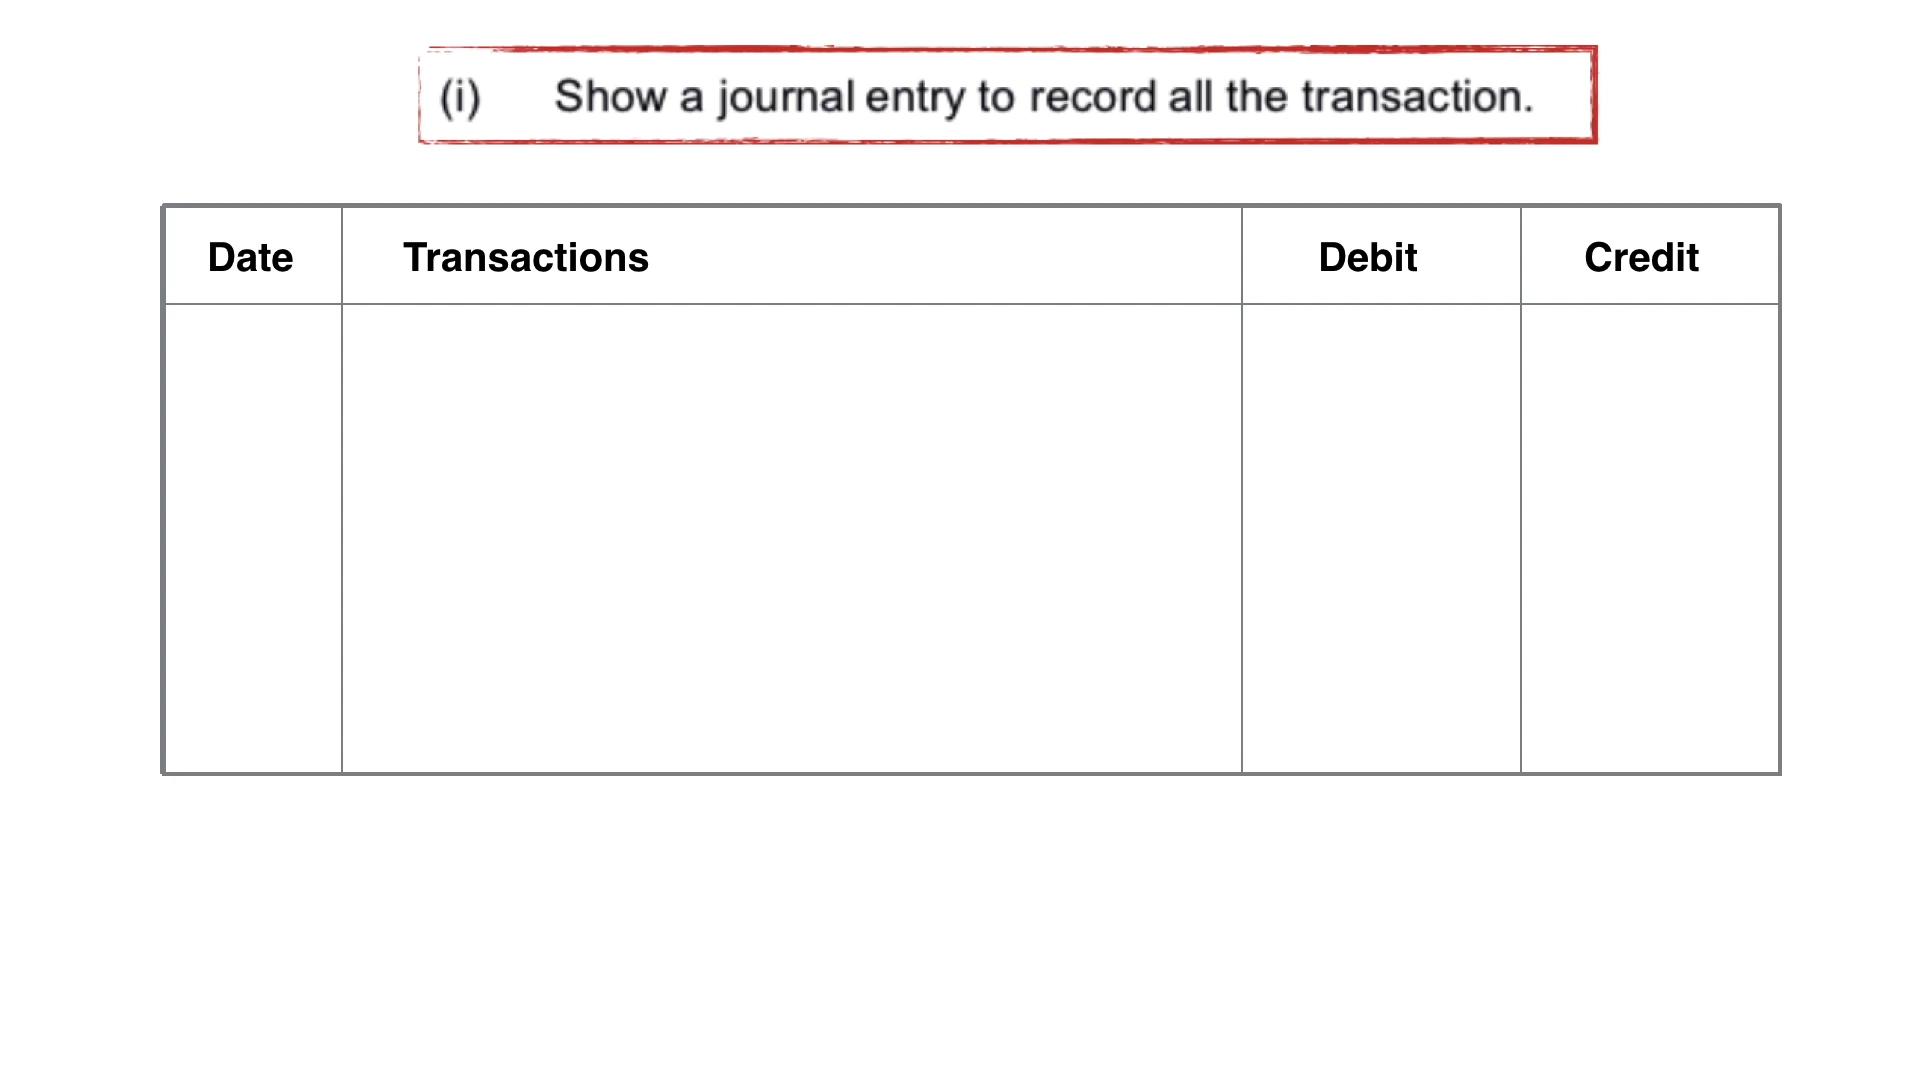 (i) Show a journal entry to record all the transaction.
Date Transactions Debit Credit